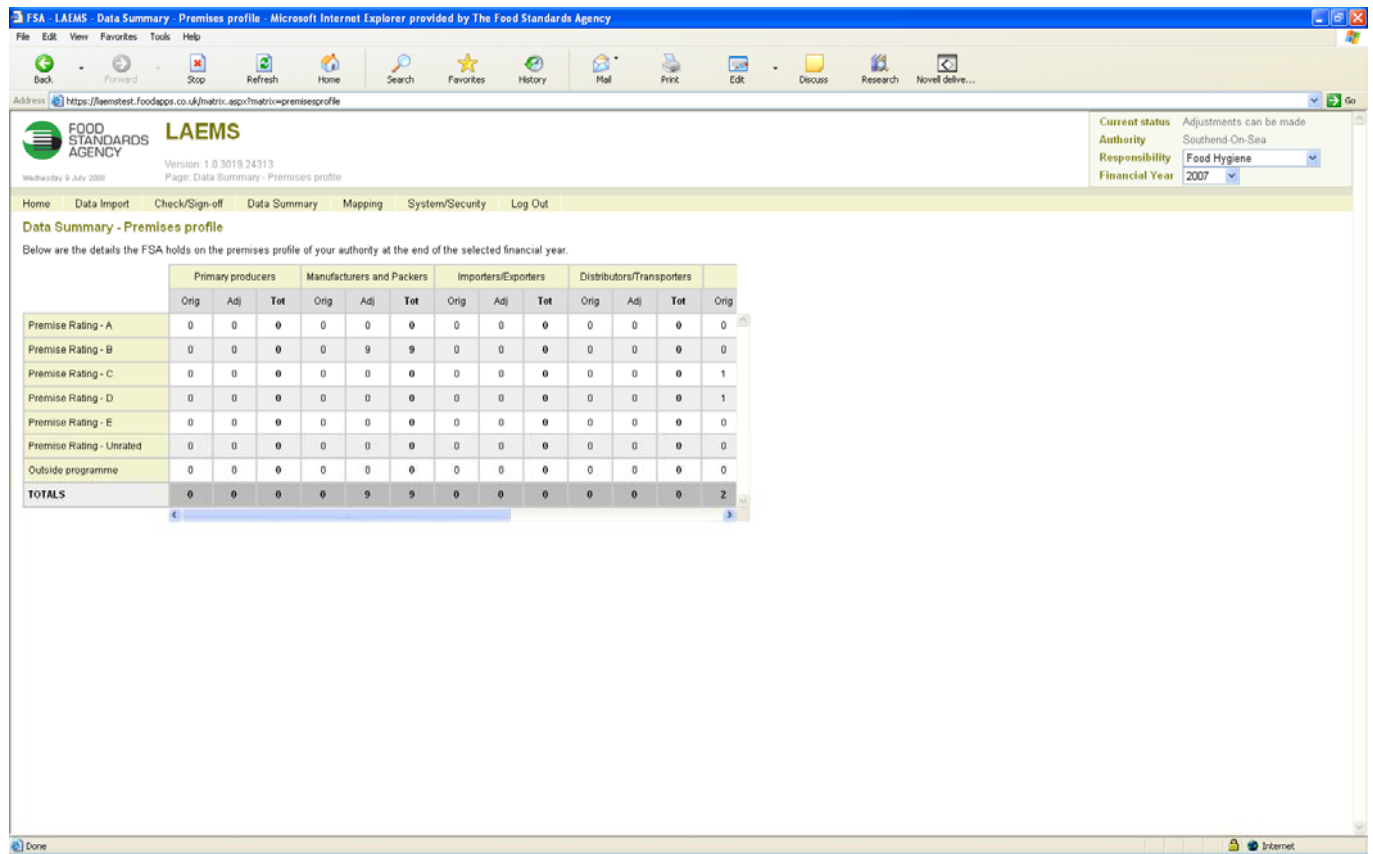 FSA - LAEMS - Data Summary - Premises profile - Microsoft Internet Explorer provided by The Food Standards Agency
File Edit View Favorites Tools Help
Back Forward Stop Refresh Home Search Favorites History Mail Print Edit Discuss Research Novell delive...
Address https://laemstest.foodapps.co.uk/matrix.aspx?matrix=premisesprofile Go
FOOD STANDARDS AGENCY
LAEMS
Version: 1.0.3019.24313
Wednesday 9 July 2008
Page: Data Summary - Premises profile
Current status Adjustments can be made
Authority Southend-On-Sea
Responsibility Food Hygiene
Financial Year 2007
Home Data Import Check/Sign-off Data Summary Mapping System/Security Log Out
Data Summary - Premises profile
Below are the details the FSA holds on the premises profile of your authority at the end of the selected financial year.
Primary producers Manufacturers and Packers Importers/Exporters Distributors/Transporters
Orig Adj Tot Orig Adj Tot Orig Adj Tot Orig Adj Tot Orig
Premise Rating - A 0 0 0 0 0 0 0 0 0 0 0 0 0
Premise Rating - B 0 0 0 0 9 9 0 0 0 0 0 0 0
Premise Rating - C 0 0 0 0 0 0 0 0 0 0 0 0 1
Premise Rating - D 0 0 0 0 0 0 0 0 0 0 0 0 1
Premise Rating - E 0 0 0 0 0 0 0 0 0 0 0 0 0
Premise Rating - Unrated 0 0 0 0 0 0 0 0 0 0 0 0 0
Outside programme 0 0 0 0 0 0 0 0 0 0 0 0 0
TOTALS 0 0 0 0 9 9 0 0 0 0 0 0 2
Done Internet